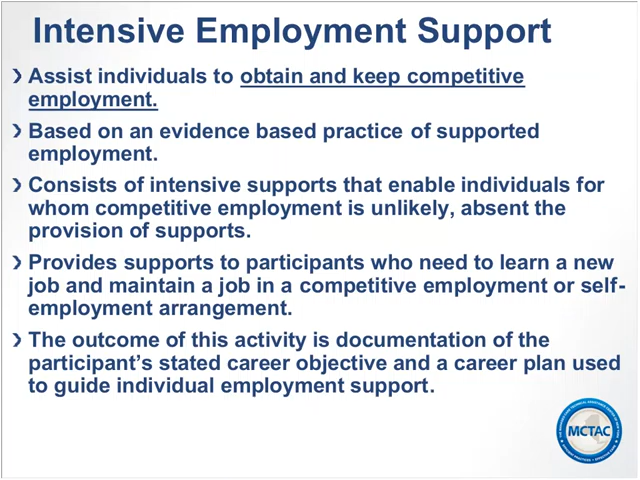 Intensive Employment Support
❯ Assist individuals to obtain and keep competitive
employment.
❯ Based on an evidence based practice of supported
employment.
❯ Consists of intensive supports that enable individuals for
whom competitive employment is unlikely, absent the
provision of supports.
❯ Provides supports to participants who need to learn a new
job and maintain a job in a competitive employment or self-
employment arrangement.
❯ The outcome of this activity is documentation of the
participant’s stated career objective and a career plan used
to guide individual employment support.
MCTAC